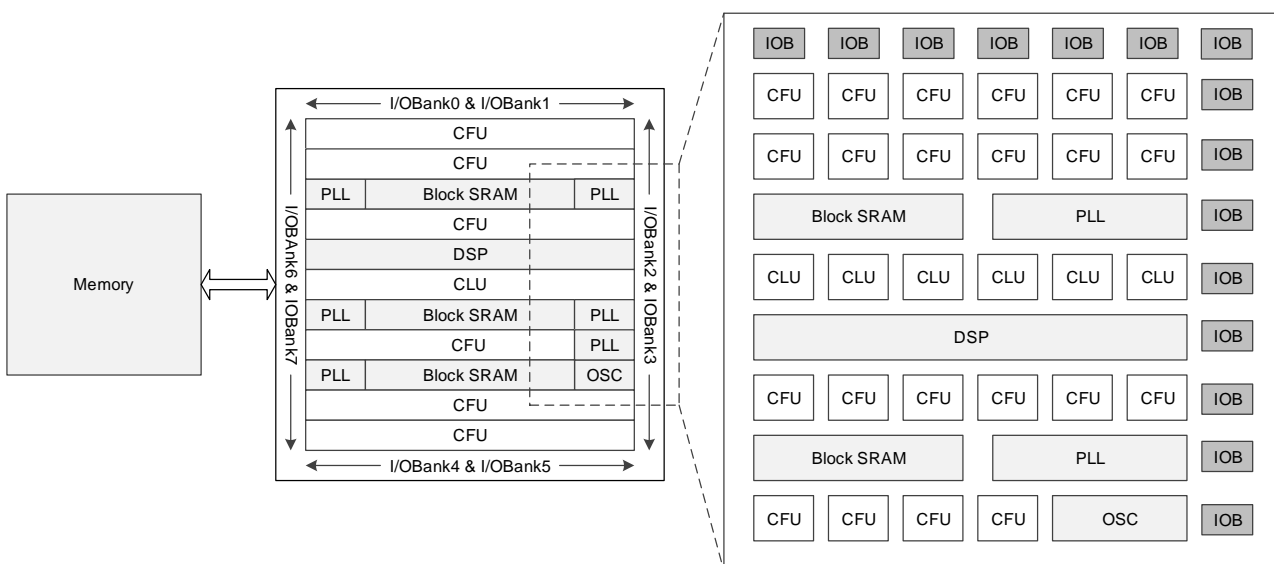 IOB IOB IOB IOB IOB IOB IOB
I/OBank0 & I/OBank1
CFU CFU CFU CFU CFU CFU IOB
CFU
CFU
CFU CFU CFU CFU CFU CFU IOB
PLL Block SRAM PLL
Block SRAM PLL IOB
CFU
DSP
I/OBAnk6 & IOBank7
I/OBank2 & IOBank3
Memory
CLU
CLU CLU CLU CLU CLU CLU IOB
PLL Block SRAM PLL
DSP IOB
CFU PLL
PLL Block SRAM OSC
CFU CFU CFU CFU CFU CFU IOB
CFU
CFU
I/OBank4 & I/OBank5
Block SRAM PLL IOB
CFU CFU CFU CFU OSC IOB